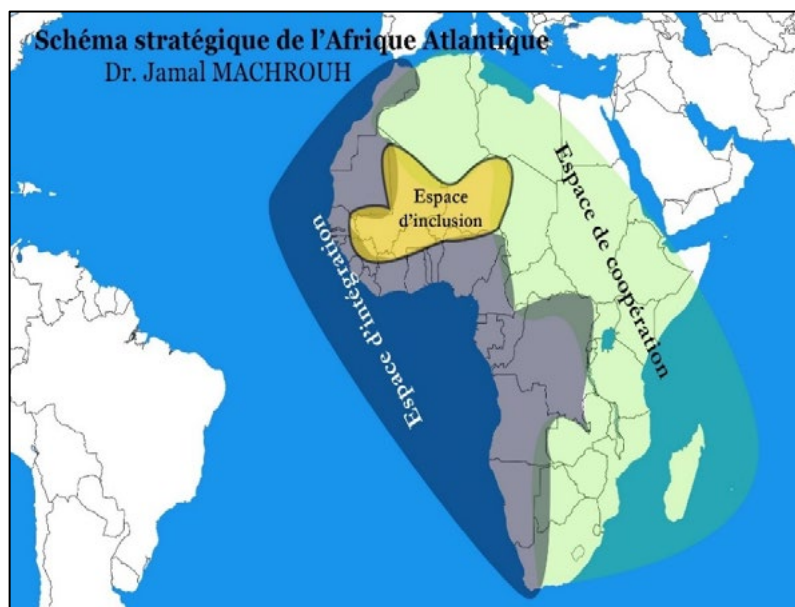 Schéma stratégique de l'Afrique Atlantique
Dr. Jamal MACHROUH
Espace
d'inclusion
Espace d'intégration
Espace de coopération